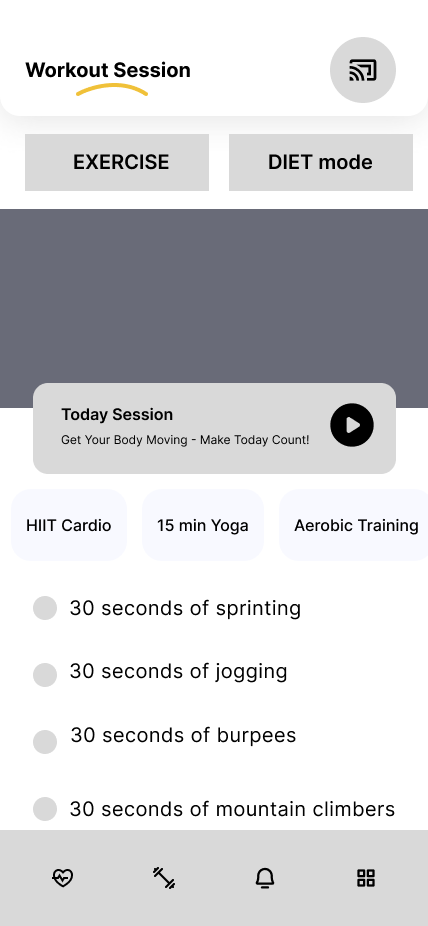 Workout Session
EXERCISE
DIET mode
Today Session
Get Your Body Moving - Make Today Count!
HIIT Cardio
15 min Yoga
Aerobic Training
30 seconds of sprinting
30 seconds of jogging
30 seconds of burpees
30 seconds of mountain climbers